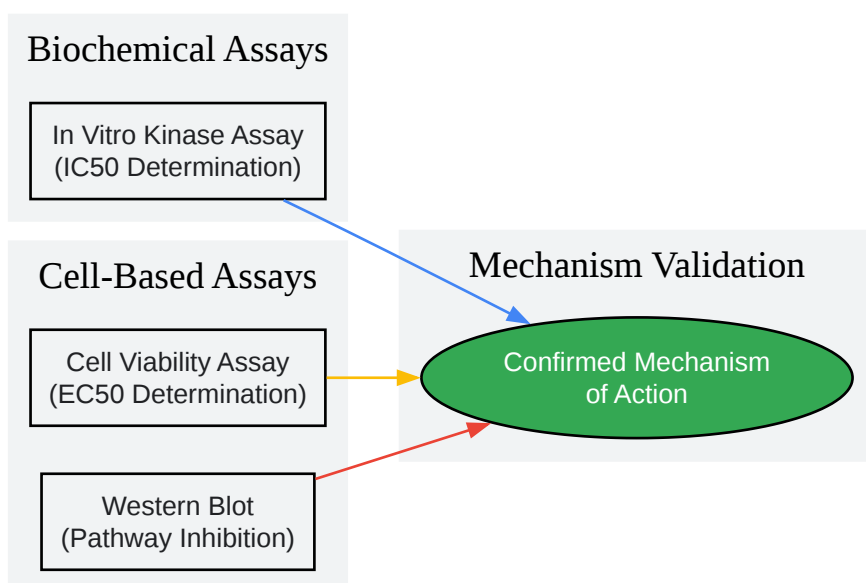 Biochemical Assays
In Vitro Kinase Assay
(IC50 Determination)
Cell-Based Assays
Cell Viability Assay
(EC50 Determination)
Western Blot
(Pathway Inhibition)
Mechanism Validation
Confirmed Mechanism
of Action